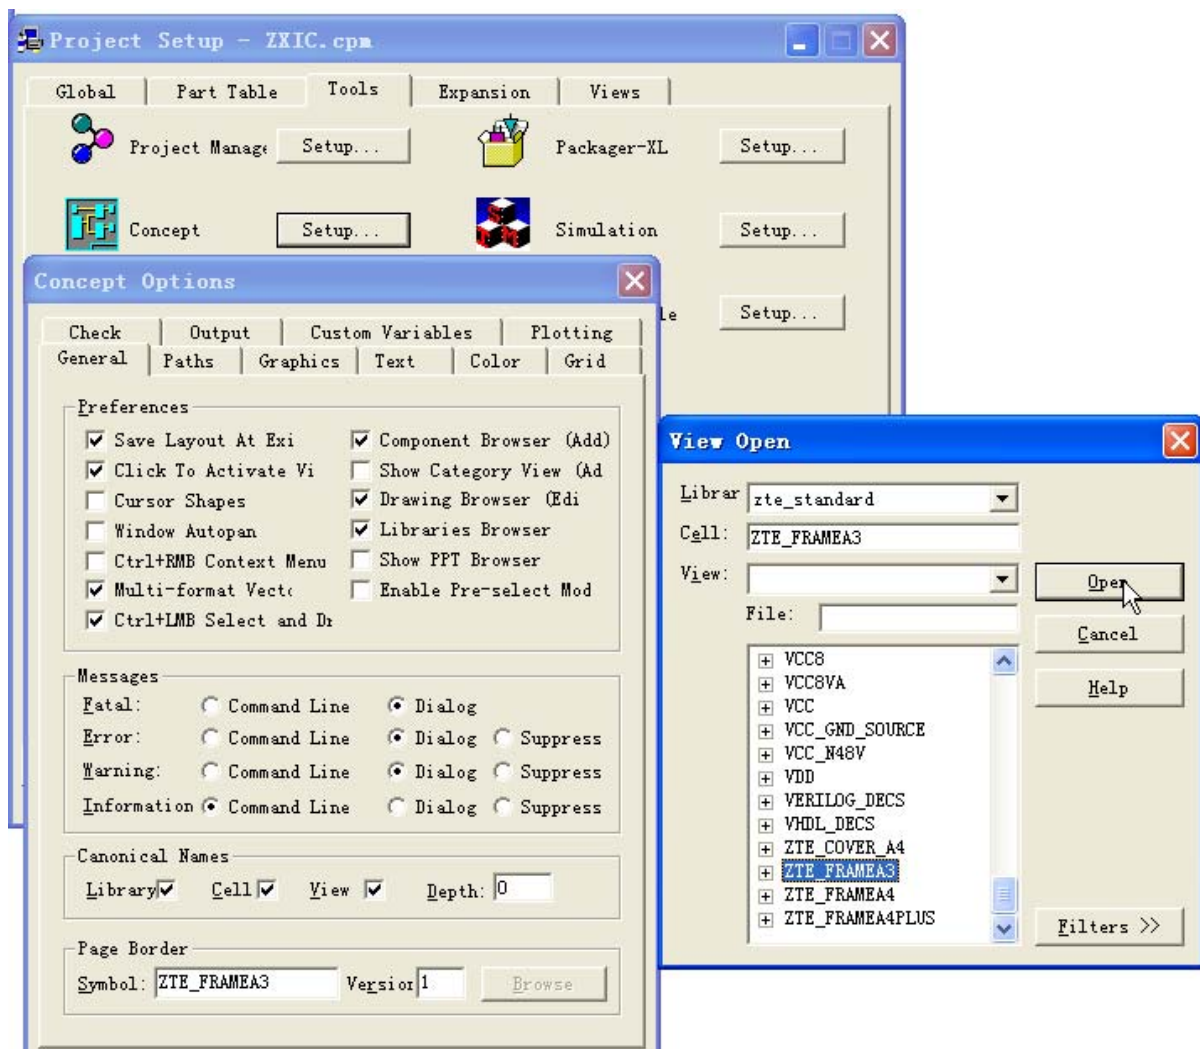 Project Setup - ZXIC.cpm
Global Part Table Tools Expansion Views
Project Manage Setup... Packager-XL Setup...
Concept Setup... Simulation Setup...
le Setup...
Concept Options
Check Output Custom Variables Plotting
General Paths Graphics Text Color Grid
Preferences
Save Layout At Exi Component Browser (Add)
Click To Activate Vi Show Category View (Ad
Cursor Shapes Drawing Browser (Edi
Window Autopan Libraries Browser
Ctrl+RMB Context Menu Show PPT Browser
Multi-format Vect Enable Pre-select Mod
Ctrl+LMB Select and Dr
Messages
Fatal: Command Line Dialog
Error: Command Line Dialog Suppress
Warning: Command Line Dialog Suppress
Information Command Line Dialog Suppress
Canonical Names
Library Cell View Depth: 0
Page Border
Symbol: ZTE_FRAMEA3 Version 1 Browse
View Open
Librar zte_standard
Cell: ZTE_FRAMEA3
View: Open
File:
Cancel
Help
VCC8
VCC8VA
VCC
VCC_GND_SOURCE
VCC_N48V
VDD
VERILOG_DECS
VHDL_DECS
ZTE_COVER_A4
ZTE_FRAMEA3
ZTE_FRAMEA4
ZTE_FRAMEA4PLUS
Filters >>